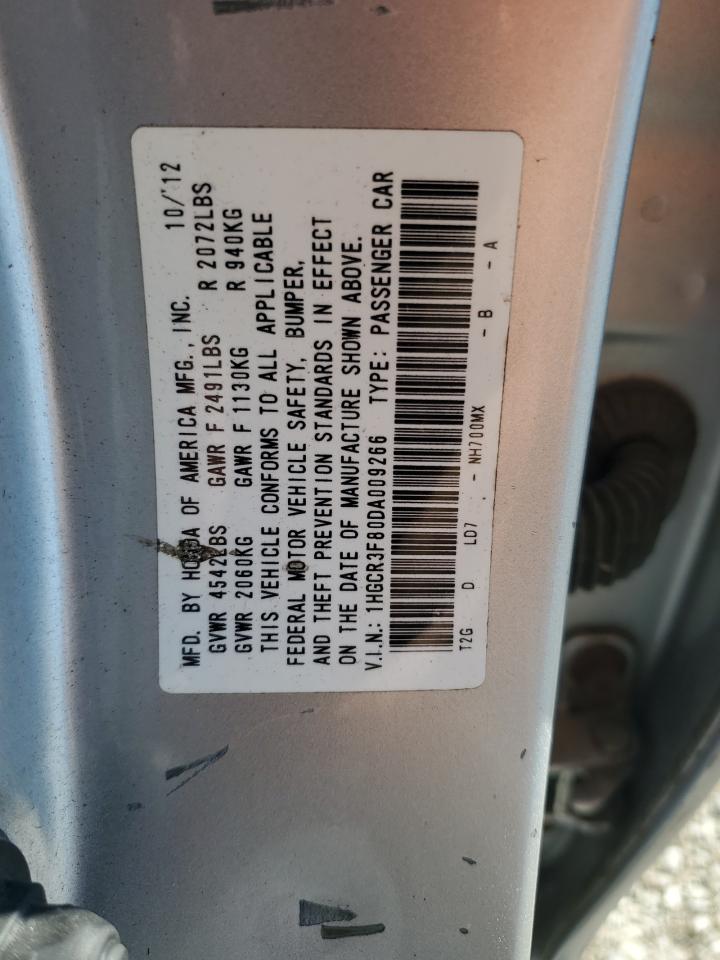 MFD. BY HONDA OF AMERICA MFG., INC. 10/'12
GVWR 4542LBS GAWR F 2491LBS R 2072LBS
GVWR 2060KG GAWR F 1130KG R 940KG
THIS VEHICLE CONFORMS TO ALL APPLICABLE
FEDERAL MOTOR VEHICLE SAFETY, BUMPER,
AND THEFT PREVENTION STANDARDS IN EFFECT
ON THE DATE OF MANUFACTURE SHOWN ABOVE.
V.I.N.: 1HGCR3F80DA009266 TYPE: PASSENGER CAR
T2G D LD7 - NH700MX - B - A